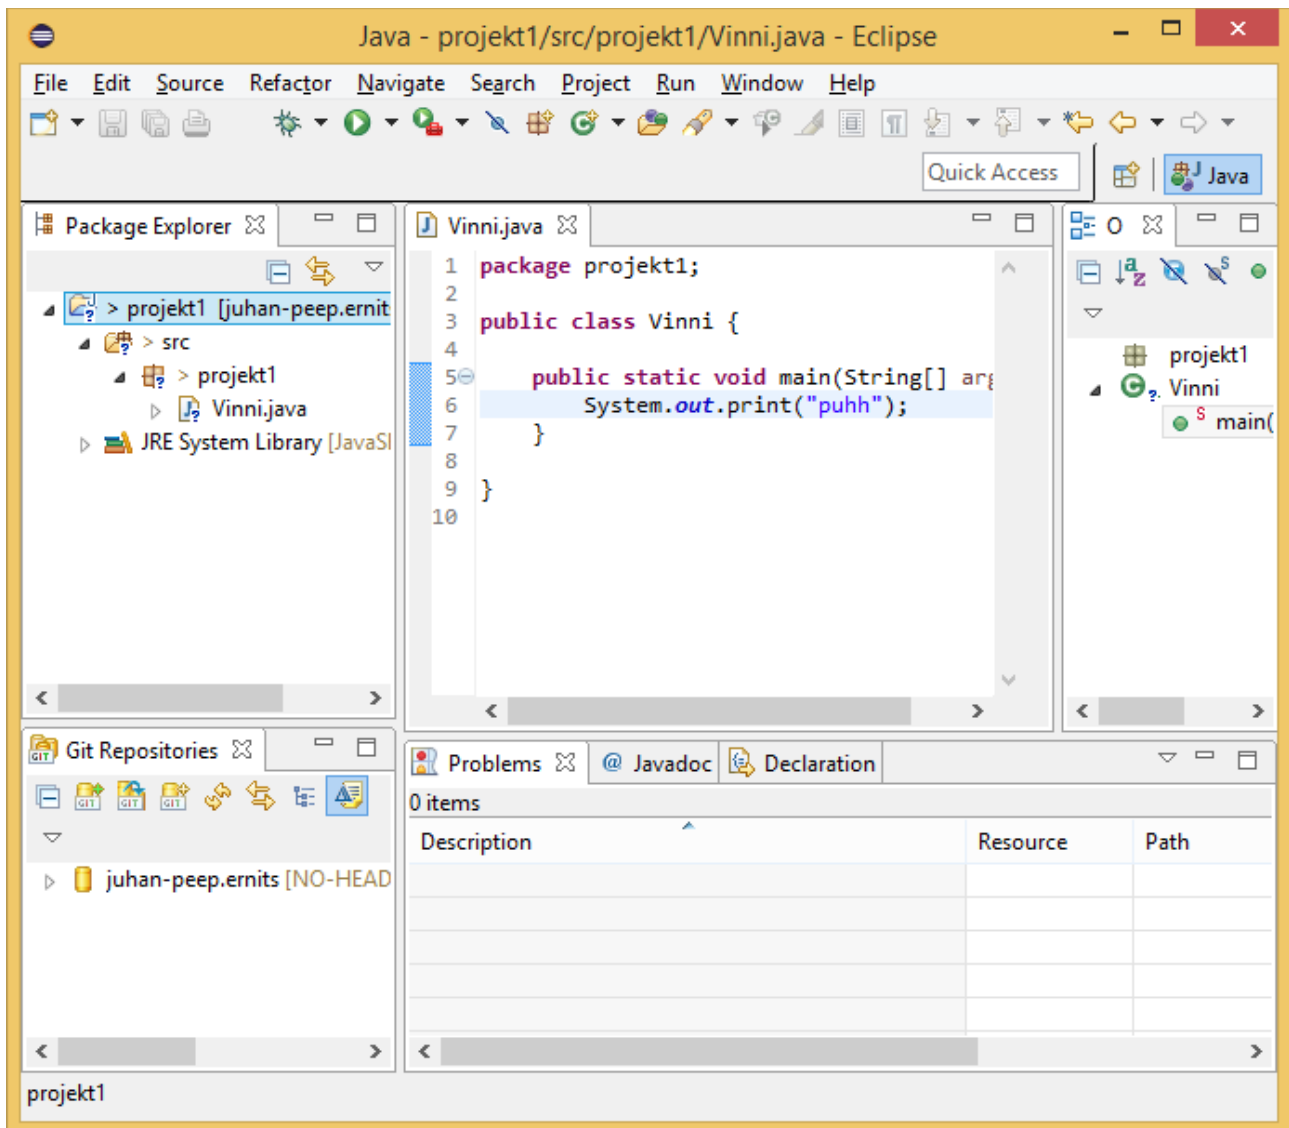 Java - projekt1/src/projekt1/Vinni.java - Eclipse
File Edit Source Refactor Navigate Search Project Run Window Help
Quick Access
Java
Package Explorer
> projekt1 [juhan-peep.ernit
> src
> projekt1
Vinni.java
JRE System Library [JavaSI
Vinni.java
1 package projekt1;
2
3 public class Vinni {
4
5 public static void main(String[] arg
6 System.out.print("puhh");
7 }
8
9 }
10
O
projekt1
Vinni
main(
Git Repositories
juhan-peep.ernits [NO-HEAD
Problems @ Javadoc Declaration
0 items
Description Resource Path
projekt1